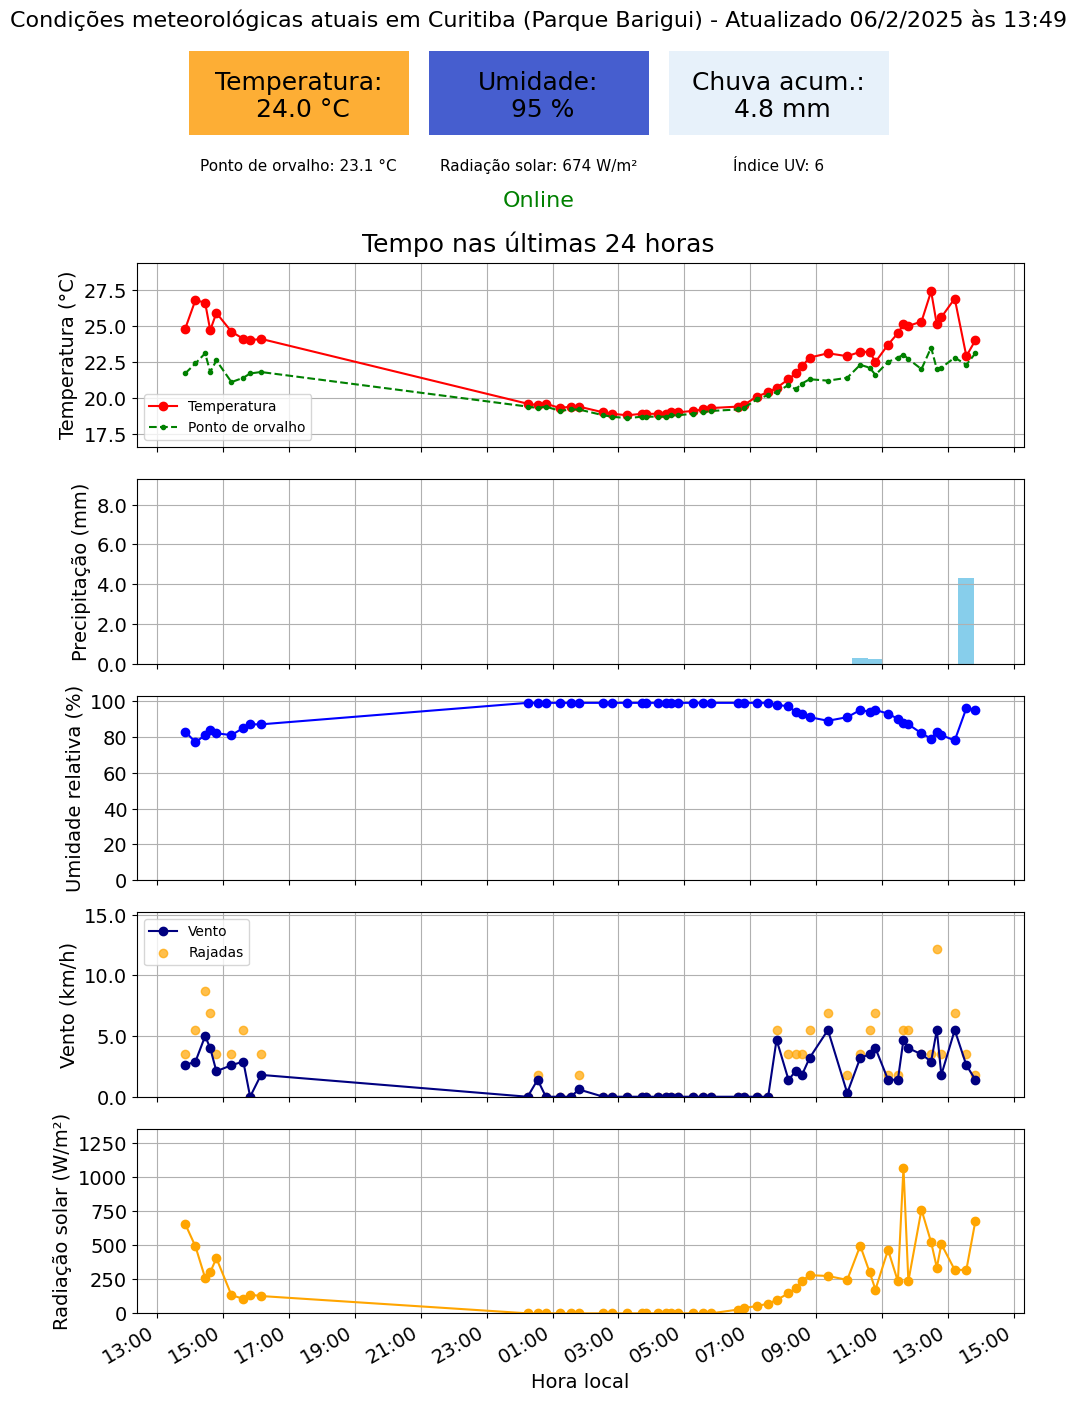 Condições meteorológicas atuais em Curitiba (Parque Barigui) - Atualizado 06/2/2025 às 13:49
Temperatura:
24.0 °C
Umidade:
95 %
Chuva acum.:
4.8 mm
Ponto de orvalho: 23.1 °C
Radiação solar: 674 W/m²
Índice UV: 6
Online
Tempo nas últimas 24 horas
Temperatura (°C)
27.5
25.0
22.5
20.0
17.5
Temperatura
Ponto de orvalho
Precipitação (mm)
8.0
6.0
4.0
2.0
0.0
Umidade relativa (%)
100
80
60
40
20
0
Vento (km/h)
15.0
10.0
5.0
0.0
Vento
Rajadas
Radiação solar (W/m²)
1250
1000
750
500
250
0
13:00
15:00
17:00
19:00
21:00
23:00
01:00
03:00
05:00
07:00
09:00
11:00
13:00
15:00
Hora local